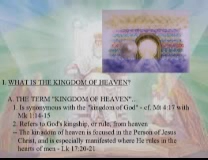 I. WHAT IS THE KINGDOM OF HEAVEN?
A. THE TERM "KINGDOM OF HEAVEN"...
1. Is synonymous with the "kingdom of God" - cf. Mt 4:17 with
Mk 1:14-15
2. Refers to God's kingship, or rule, from heaven
-- The kingdom of heaven is focused in the Person of Jesus
Christ, and is especially manifested where He rules in the
hearts of men - Lk 17:20-21